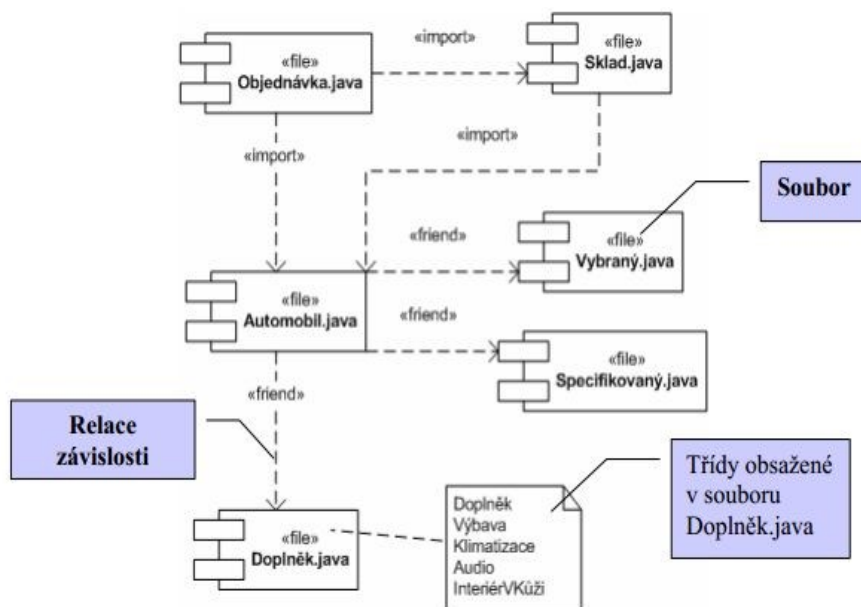 «file»
Objednávka.java
«import»
«file»
Sklad.java
«import»
«import»
Soubor
«friend»
«file»
Vybraný.java
«file»
Automobil.java
«friend»
«file»
Specifikovaný.java
«friend»
Relace
závislosti
Třídy obsažené
v souboru
Doplněk.java
Doplněk
Výbava
Klimatizace
Audio
InteriérVKůži
«file»
Doplněk.java